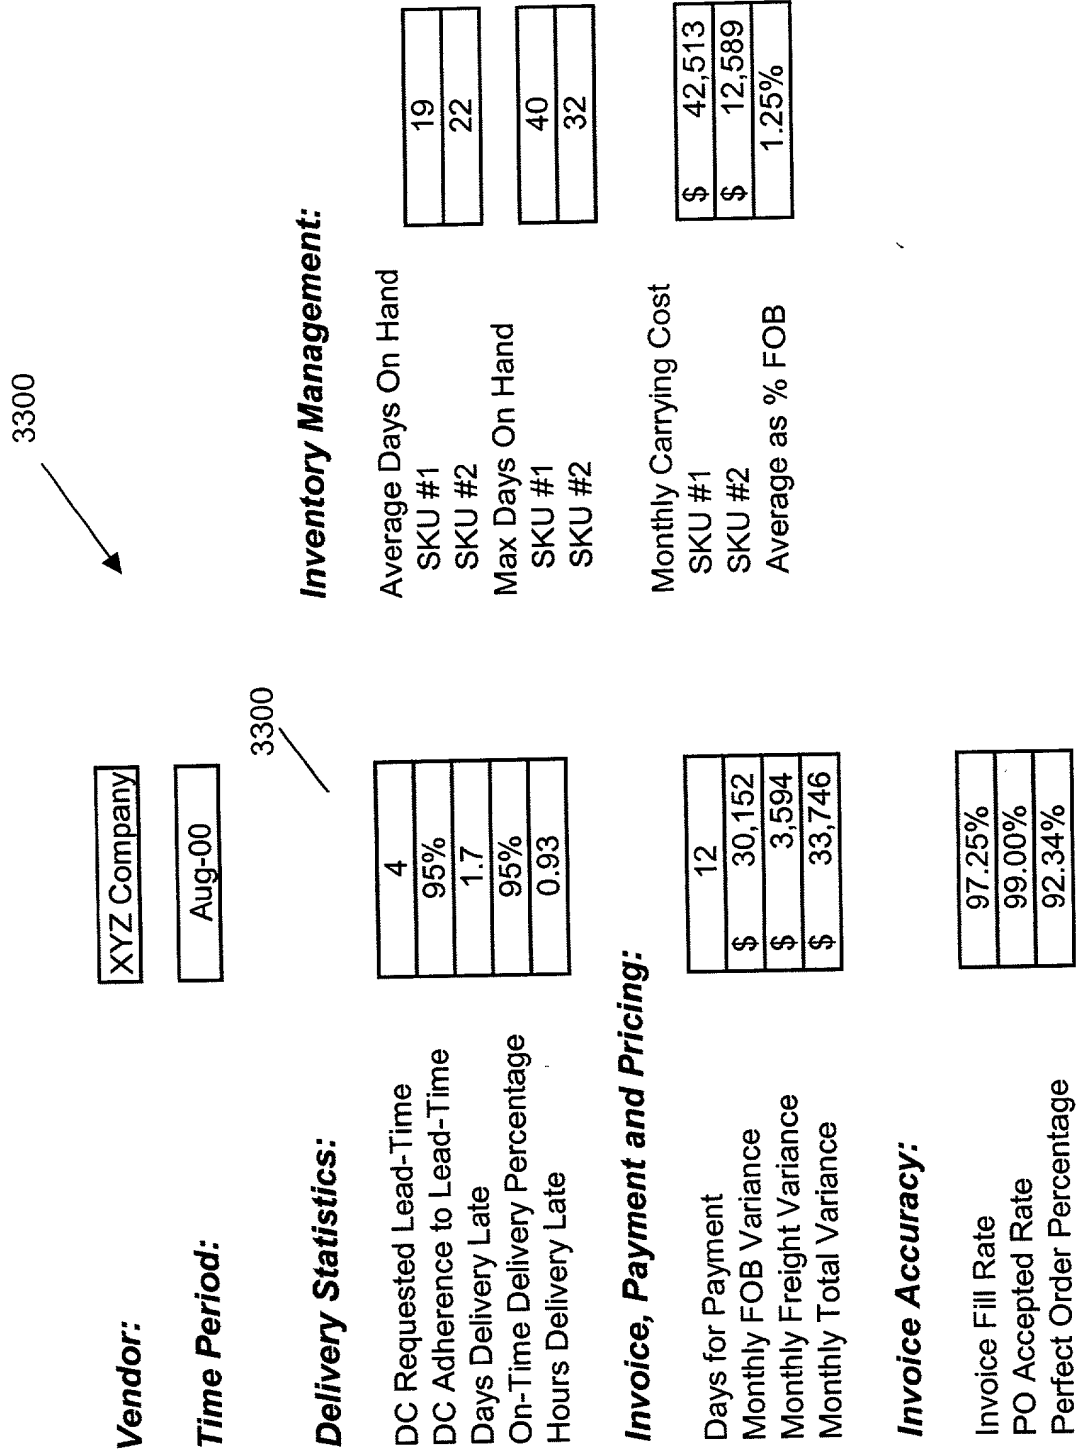 3300
Vendor: XYZ Company
Time Period: Aug-00
3300
Delivery Statistics:
DC Requested Lead-Time 4
DC Adherence to Lead-Time 95%
Days Delivery Late 1.7
On-Time Delivery Percentage 95%
Hours Delivery Late 0.93
Invoice, Payment and Pricing:
Days for Payment 12
Monthly FOB Variance $ 30,152
Monthly Freight Variance $ 3,594
Monthly Total Variance $ 33,746
Invoice Accuracy:
Invoice Fill Rate 97.25%
PO Accepted Rate 99.00%
Perfect Order Percentage 92.34%
Inventory Management:
Average Days On Hand
SKU #1 19
SKU #2 22
Max Days On Hand
SKU #1 40
SKU #2 32
Monthly Carrying Cost
SKU #1 $ 42,513
SKU #2 $ 12,589
Average as % FOB 1.25%